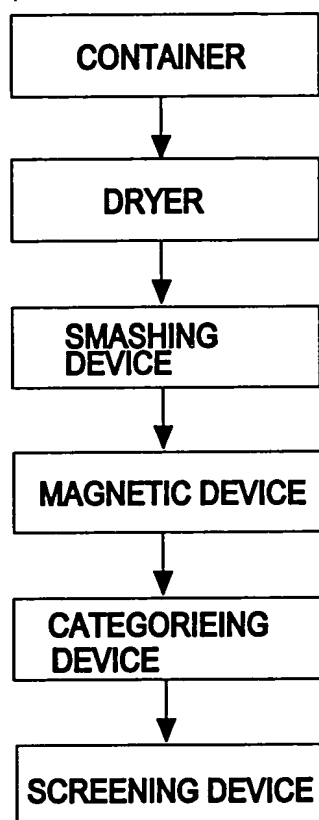 CONTAINER
DRYER
SMASHING
DEVICE
MAGNETIC DEVICE
CATEGORIEING
DEVICE
SCREENING DEVICE